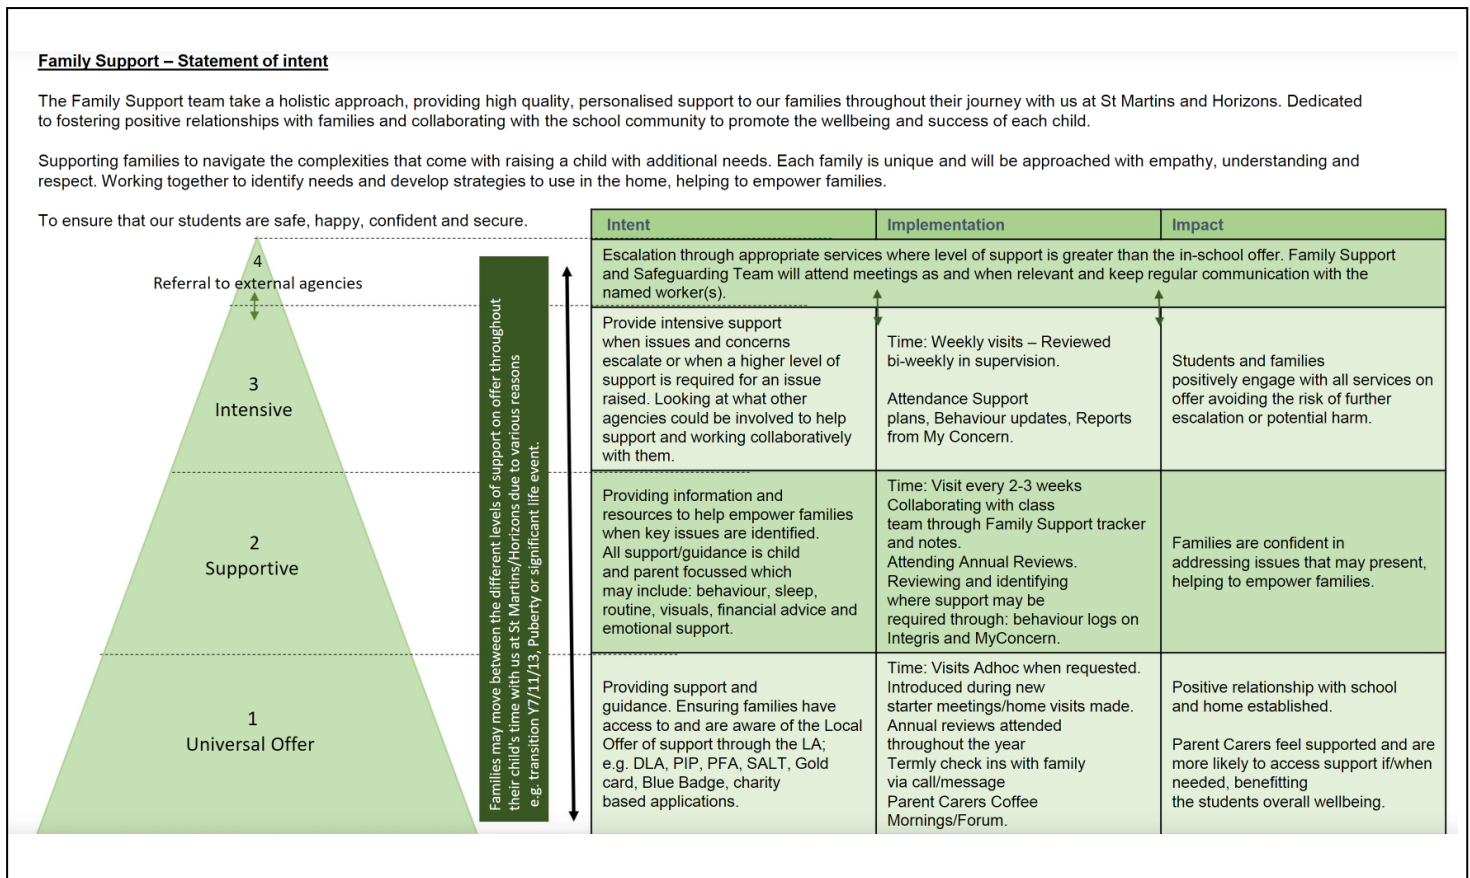 Family Support – Statement of intent
The Family Support team take a holistic approach, providing high quality, personalised support to our families throughout their journey with us at St Martins and Horizons. Dedicated
to fostering positive relationships with families and collaborating with the school community to promote the wellbeing and success of each child.
Supporting families to navigate the complexities that come with raising a child with additional needs. Each family is unique and will be approached with empathy, understanding and
respect. Working together to identify needs and develop strategies to use in the home, helping to empower families.
To ensure that our students are safe, happy, confident and secure.
4
Referral to external agencies
3
Intensive
2
Supportive
1
Universal Offer
Families may move between the different levels of support on offer throughout
their child's time with us at St Martins/Horizons due to various reasons
e.g. transition Y7/11/13, Puberty or significant life event.
Intent
Implementation
Impact
Escalation through appropriate services where level of support is greater than the in-school offer. Family Support
and Safeguarding Team will attend meetings as and when relevant and keep regular communication with the
named worker(s).
Provide intensive support
when issues and concerns
escalate or when a higher level of
support is required for an issue
raised. Looking at what other
agencies could be involved to help
support and working collaboratively
with them.
Time: Weekly visits – Reviewed
bi-weekly in supervision.
Attendance Support
plans, Behaviour updates, Reports
from My Concern.
Students and families
positively engage with all services on
offer avoiding the risk of further
escalation or potential harm.
Providing information and
resources to help empower families
when key issues are identified.
All support/guidance is child
and parent focussed which
may include: behaviour, sleep,
routine, visuals, financial advice and
emotional support.
Time: Visit every 2-3 weeks
Collaborating with class
team through Family Support tracker
and notes.
Attending Annual Reviews.
Reviewing and identifying
where support may be
required through: behaviour logs on
Integris and MyConcern.
Families are confident in
addressing issues that may present,
helping to empower families.
Providing support and
guidance. Ensuring families have
access to and are aware of the Local
Offer of support through the LA;
e.g. DLA, PIP, PFA, SALT, Gold
card, Blue Badge, charity
based applications.
Time: Visits Adhoc when requested.
Introduced during new
starter meetings/home visits made.
Annual reviews attended
throughout the year
Termly check ins with family
via call/message
Parent Carers Coffee
Mornings/Forum.
Positive relationship with school
and home established.
Parent Carers feel supported and are
more likely to access support if/when
needed, benefitting
the students overall wellbeing.